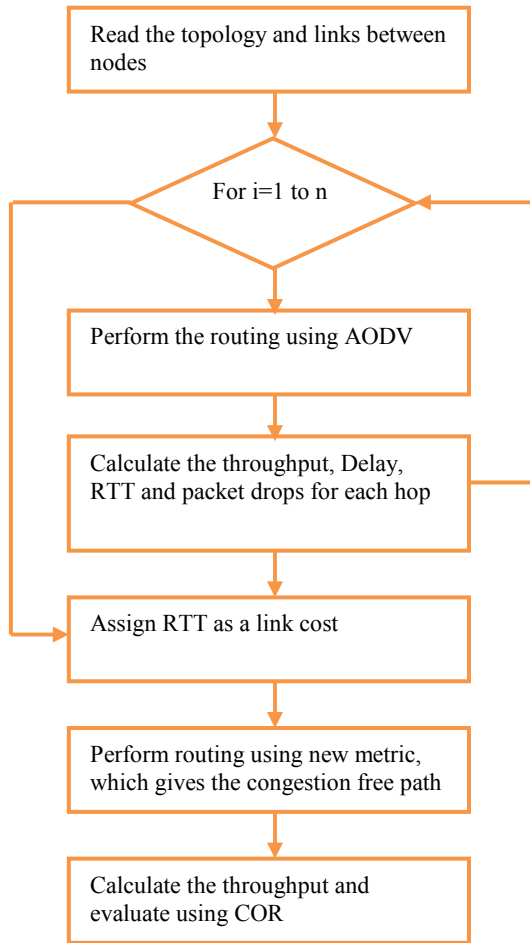 Read the topology and links between
nodes
For i=1 to n
Perform the routing using AODV
Calculate the throughput, Delay,
RTT and packet drops for each hop
Assign RTT as a link cost
Perform routing using new metric,
which gives the congestion free path
Calculate the throughput and
evaluate using COR